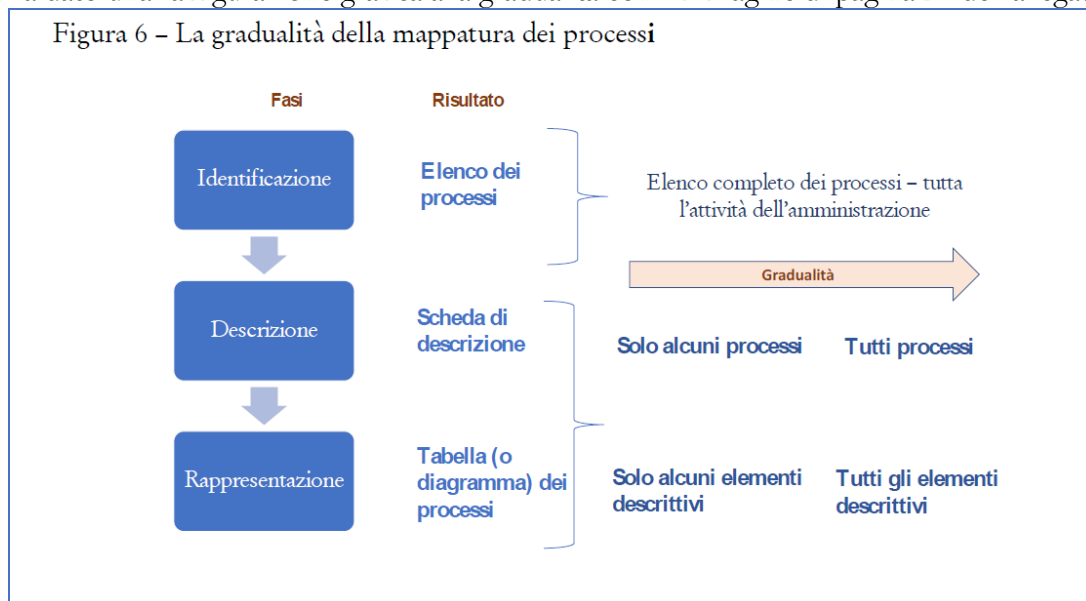 Figura 6 – La gradualità della mappatura dei processi
Fasi
Risultato
Identificazione
Elenco dei
processi
Elenco completo dei processi – tutta
l'attività dell'amministrazione
Gradualità
Descrizione
Scheda di
descrizione
Solo alcuni processi
Tutti processi
Rappresentazione
Tabella (o
diagramma) dei
processi
Solo alcuni elementi
descrittivi
Tutti gli elementi
descrittivi